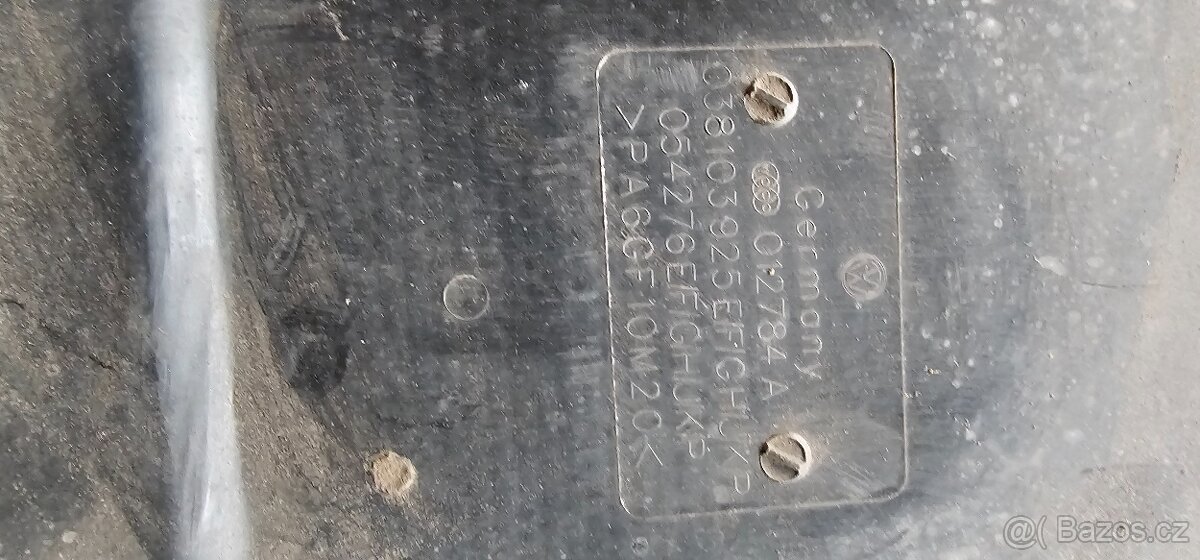 Germany
012784 A
038103925EFGHJKP
054276EFGHJKP
>PA6GF10M20<
@( Bazos.cz